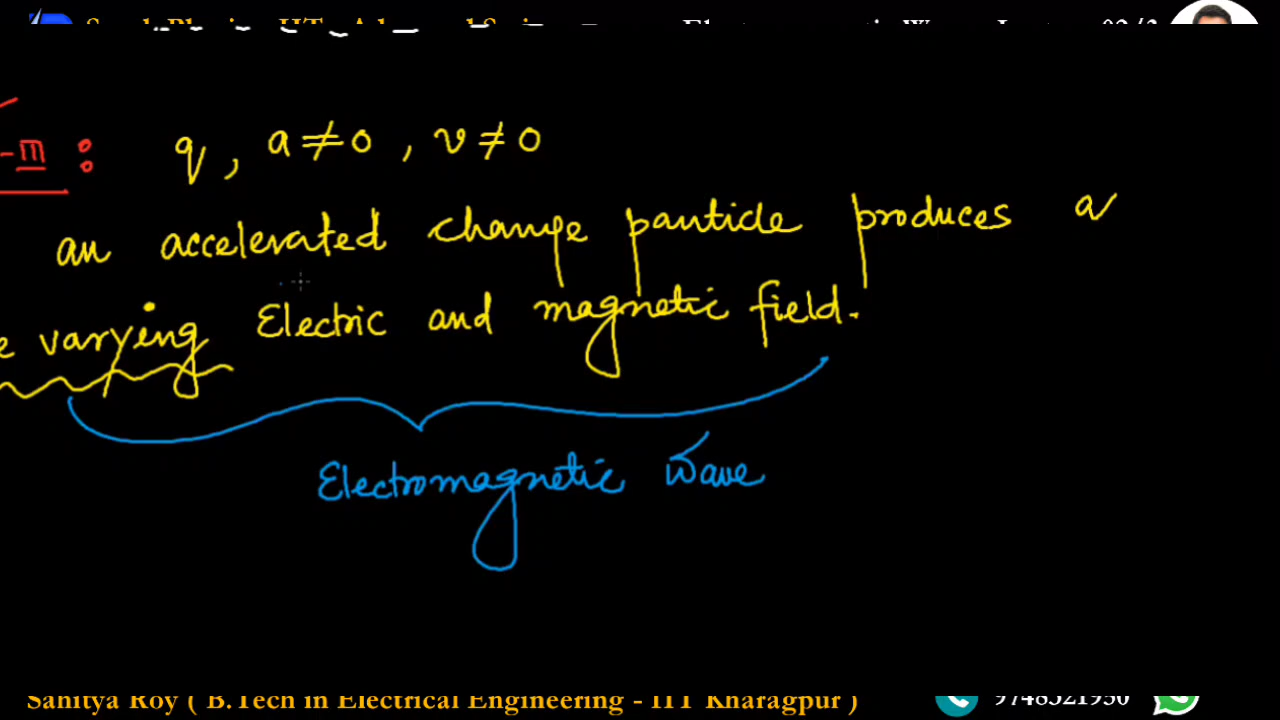 -III : q, a ≠ 0, v ≠ 0
an accelerated charge particle produces a
varying Electric and magnetic field.
Electromagnetic Wave
Sahitya Roy ( B.Tech in Electrical Engineering - IIT Kharagpur ) 9748521950